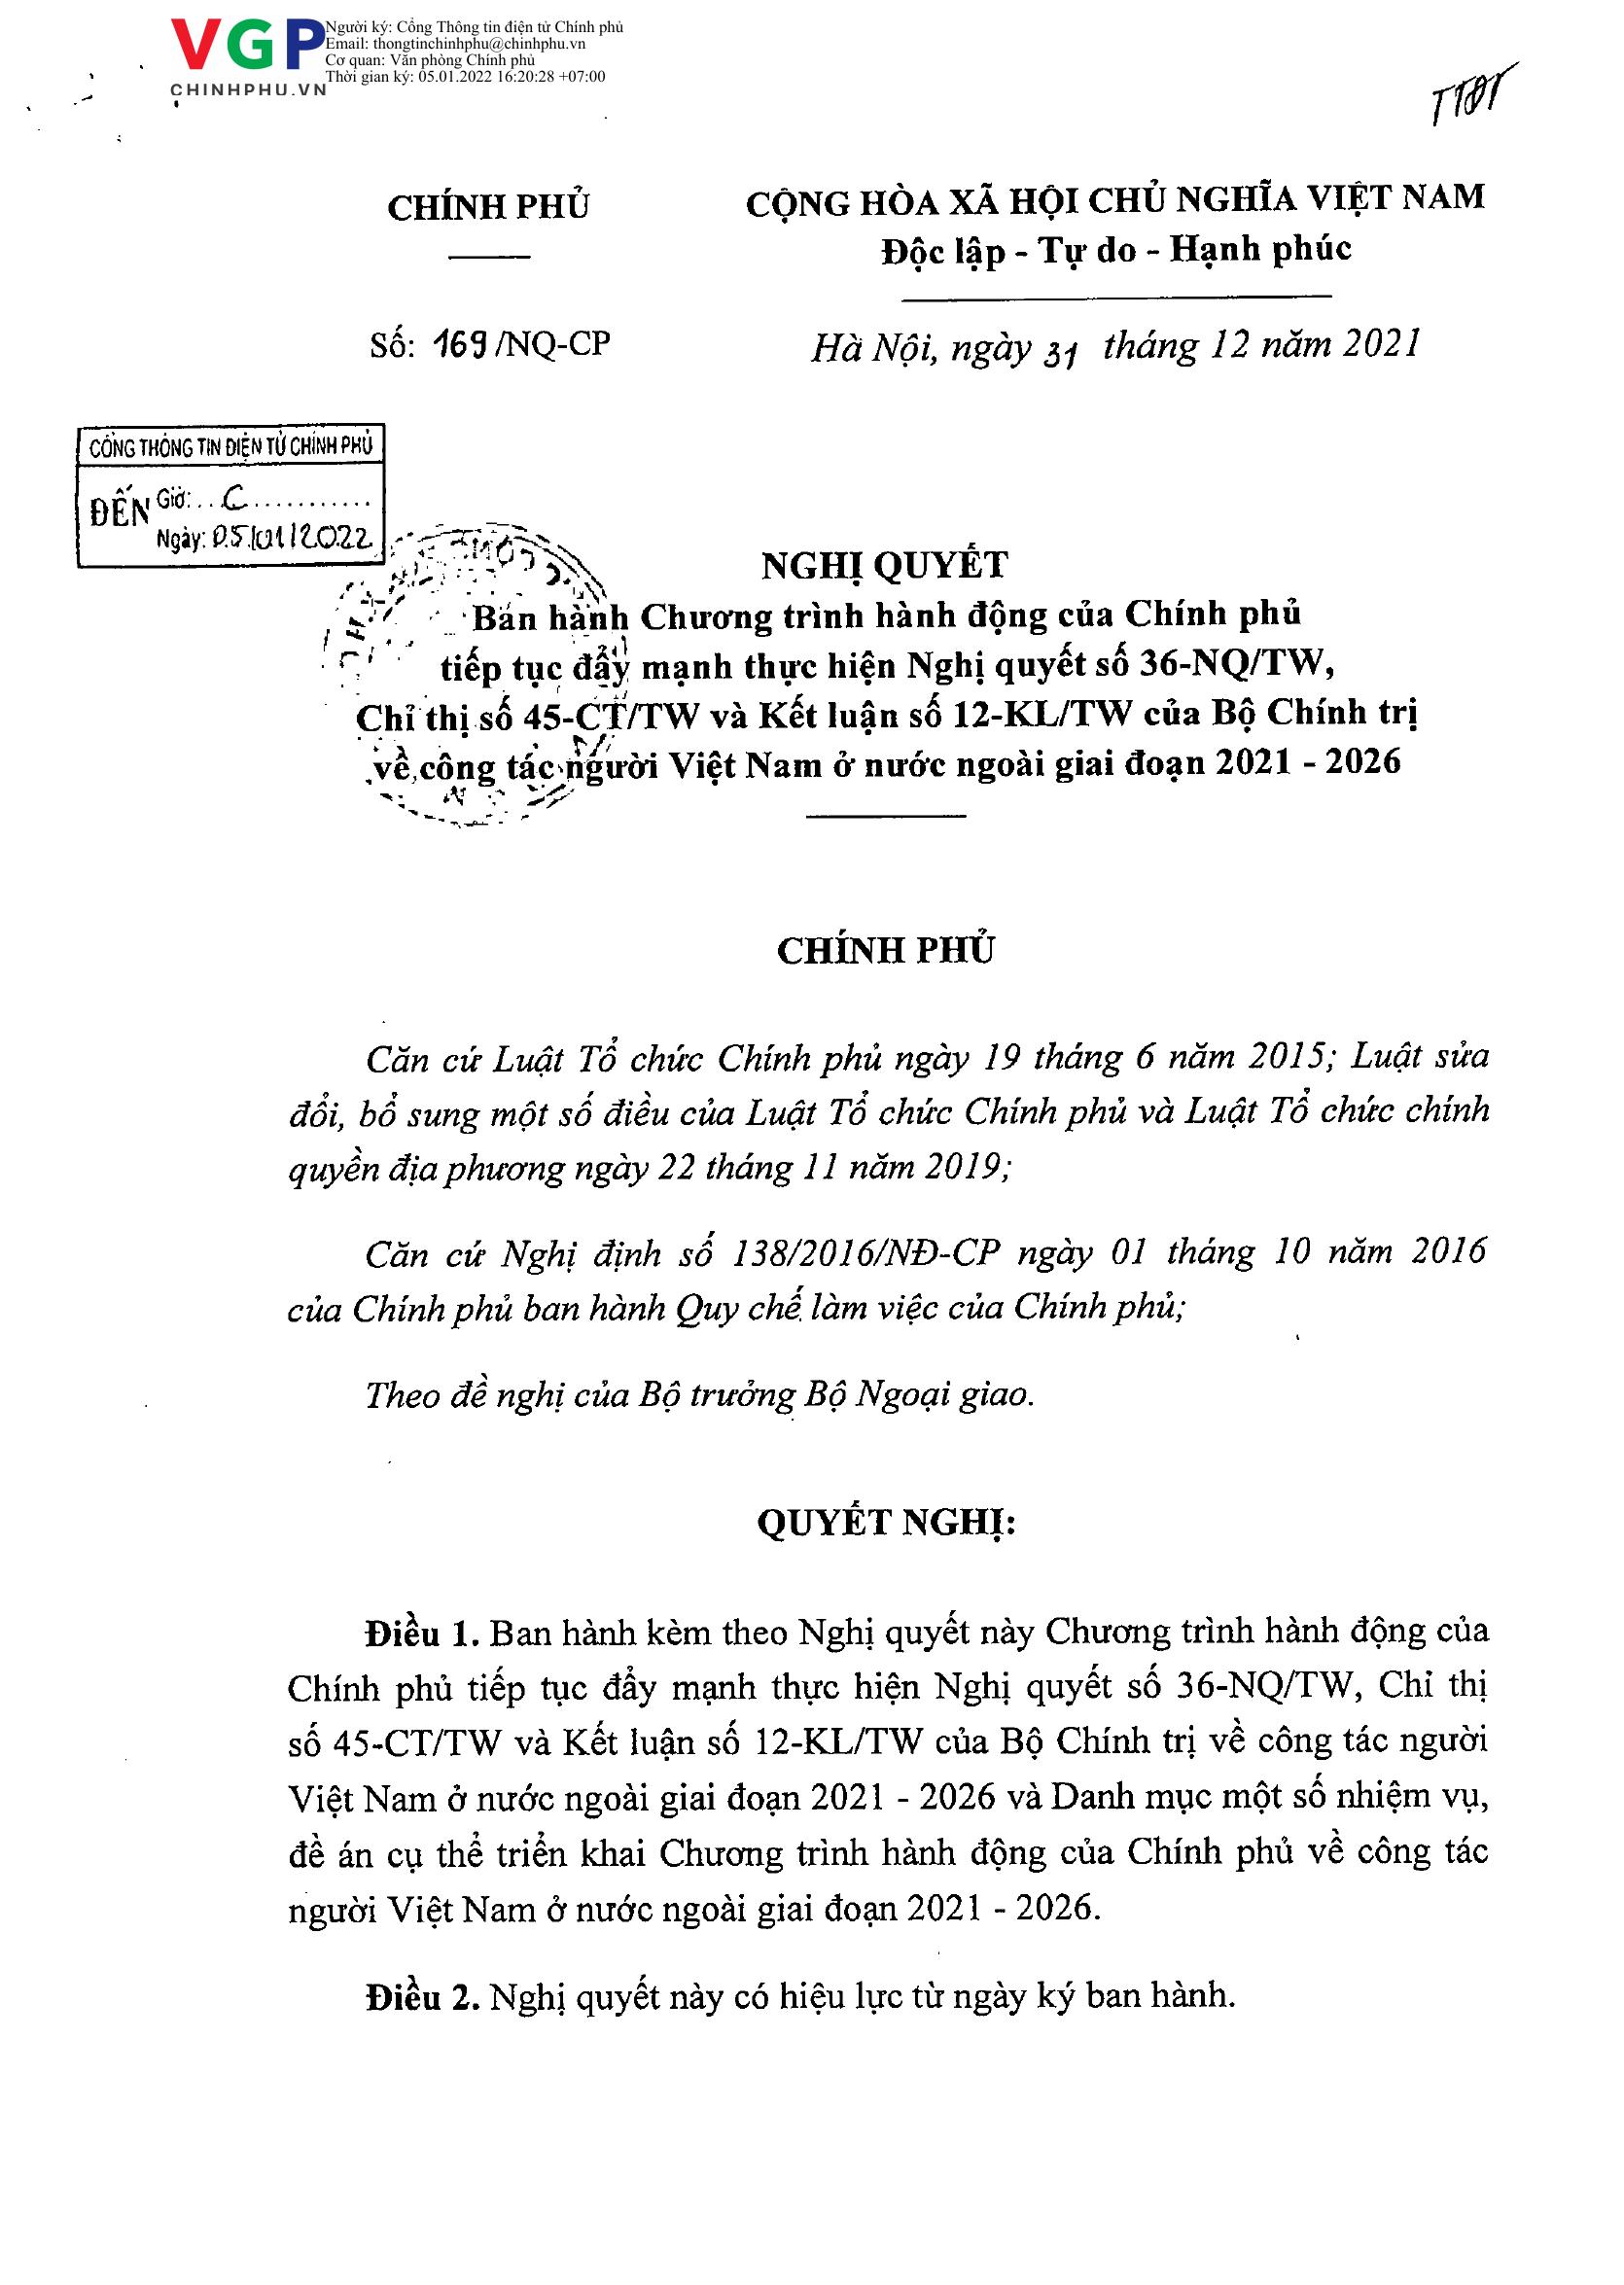 VGP
CHINHPHU.VN
Người ký: Cổng Thông tin điện tử Chính phủ
Email: thongtinchinhphu@chinhphu.vn
Cơ quan: Văn phòng Chính phủ
Thời gian ký: 05.01.2022 16:20:28 +07:00
TTĐT
CHÍNH PHỦ
CỘNG HÒA XÃ HỘI CHỦ NGHĨA VIỆT NAM
Độc lập - Tự do - Hạnh phúc
Số: 169/NQ-CP
Hà Nội, ngày 31 tháng 12 năm 2021
CỔNG THÔNG TIN ĐIỆN TỬ CHÍNH PHỦ
ĐẾN Giờ: ..C............
Ngày: 05/01/2022
NGHỊ QUYẾT
Ban hành Chương trình hành động của Chính phủ
tiếp tục đẩy mạnh thực hiện Nghị quyết số 36-NQ/TW,
Chỉ thị số 45-CT/TW và Kết luận số 12-KL/TW của Bộ Chính trị
về công tác người Việt Nam ở nước ngoài giai đoạn 2021 - 2026
CHÍNH PHỦ
Căn cứ Luật Tổ chức Chính phủ ngày 19 tháng 6 năm 2015; Luật sửa
đổi, bổ sung một số điều của Luật Tổ chức Chính phủ và Luật Tổ chức chính
quyền địa phương ngày 22 tháng 11 năm 2019;
Căn cứ Nghị định số 138/2016/NĐ-CP ngày 01 tháng 10 năm 2016
của Chính phủ ban hành Quy chế làm việc của Chính phủ;
Theo đề nghị của Bộ trưởng Bộ Ngoại giao.
QUYẾT NGHỊ:
Điều 1. Ban hành kèm theo Nghị quyết này Chương trình hành động của
Chính phủ tiếp tục đẩy mạnh thực hiện Nghị quyết số 36-NQ/TW, Chỉ thị
số 45-CT/TW và Kết luận số 12-KL/TW của Bộ Chính trị về công tác người
Việt Nam ở nước ngoài giai đoạn 2021 - 2026 và Danh mục một số nhiệm vụ,
đề án cụ thể triển khai Chương trình hành động của Chính phủ về công tác
người Việt Nam ở nước ngoài giai đoạn 2021 - 2026.
Điều 2. Nghị quyết này có hiệu lực từ ngày ký ban hành.